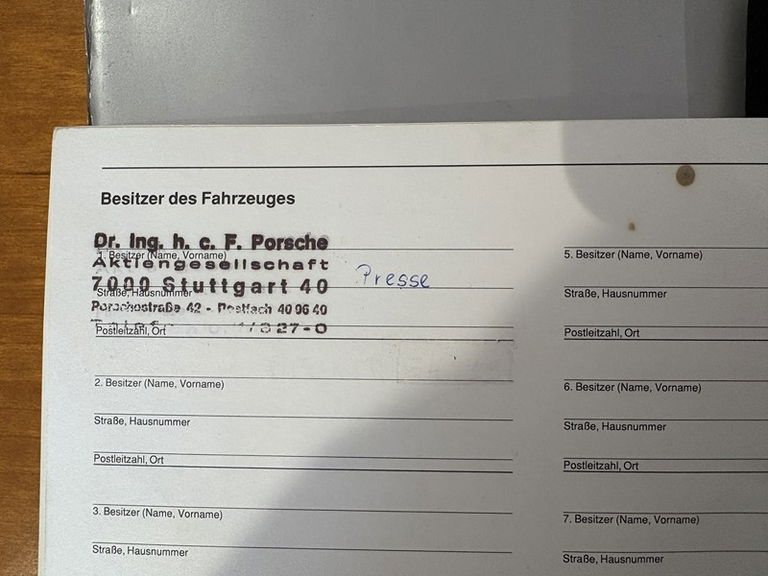 Besitzer des Fahrzeuges
Dr. Ing. h. c. F. Porsche
1. Besitzer (Name, Vorname)
Aktiengesellschaft
Presse
7000 Stuttgart 40
Straße, Hausnummer
Porschestraße 42 - Postfach 40 06 40
Postleitzahl, Ort
2. Besitzer (Name, Vorname)
Straße, Hausnummer
Postleitzahl, Ort
3. Besitzer (Name, Vorname)
Straße, Hausnummer
5. Besitzer (Name, Vorname)
Straße, Hausnummer
Postleitzahl, Ort
6. Besitzer (Name, Vorname)
Straße, Hausnummer
Postleitzahl, Ort
7. Besitzer (Name, Vorname)
Straße, Hausnummer